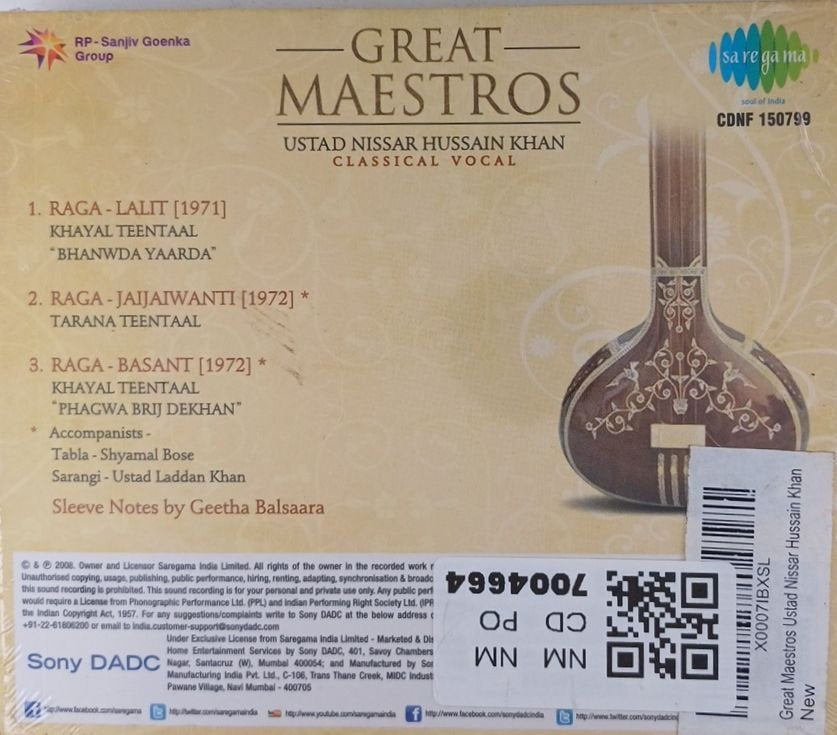 RP - Sanjiv Goenka
Group
GREAT
MAESTROS
USTAD NISSAR HUSSAIN KHAN
CLASSICAL VOCAL
sa re ga ma
soul of India
CDNF 150799
1. RAGA - LALIT [1971]
KHAYAL TEENTAAL
"BHANWDA YAARDA"
2. RAGA - JAIJAIWANTI [1972] *
TARANA TEENTAAL
3. RAGA - BASANT [1972] *
KHAYAL TEENTAAL
"PHAGWA BRIJ DEKHAN"
* Accompanists -
Tabla - Shyamal Bose
Sarangi - Ustad Laddan Khan
Sleeve Notes by Geetha Balsaara
© & ℗ 2008. Owner and Licensor Saregama India Limited. All rights of the owner in the recorded work
Unauthorised copying, usage, publishing, public performance, hiring, renting, adapting, synchronisation &
this sound recording is prohibited. This sound recording is for your personal and private use only. Any public
would require a License from Phonographic Performance Ltd. (PPL) and Indian Performing Right Society Ltd.
the Indian Copyright Act, 1957. For any suggestions/complaints write to Sony DADC at the below address
+91-22-61806200 or email to india.customer-support@sonydadc.com
Sony DADC
Under Exclusive License from Saregama India Limited - Marketed &
Home Entertainment Services by Sony DADC, 401, Savoy Chambers
Nagar, Santacruz (W), Mumbai 400054; and Manufactured by
Manufacturing India Pvt. Ltd., C-106, Trans Thane Creek, MIDC
Pawane Village, Navi Mumbai - 400705
http://www.facebook.com/saregama
http://twitter.com/saregamaindia
http://www.youtube.com/saregamaindia
http://www.facebook.com/sonydadcindia
NM NM
CD PO
7004664
X0007IBXSL
Great Maestros Ustad Nissar Hussain Khan
New